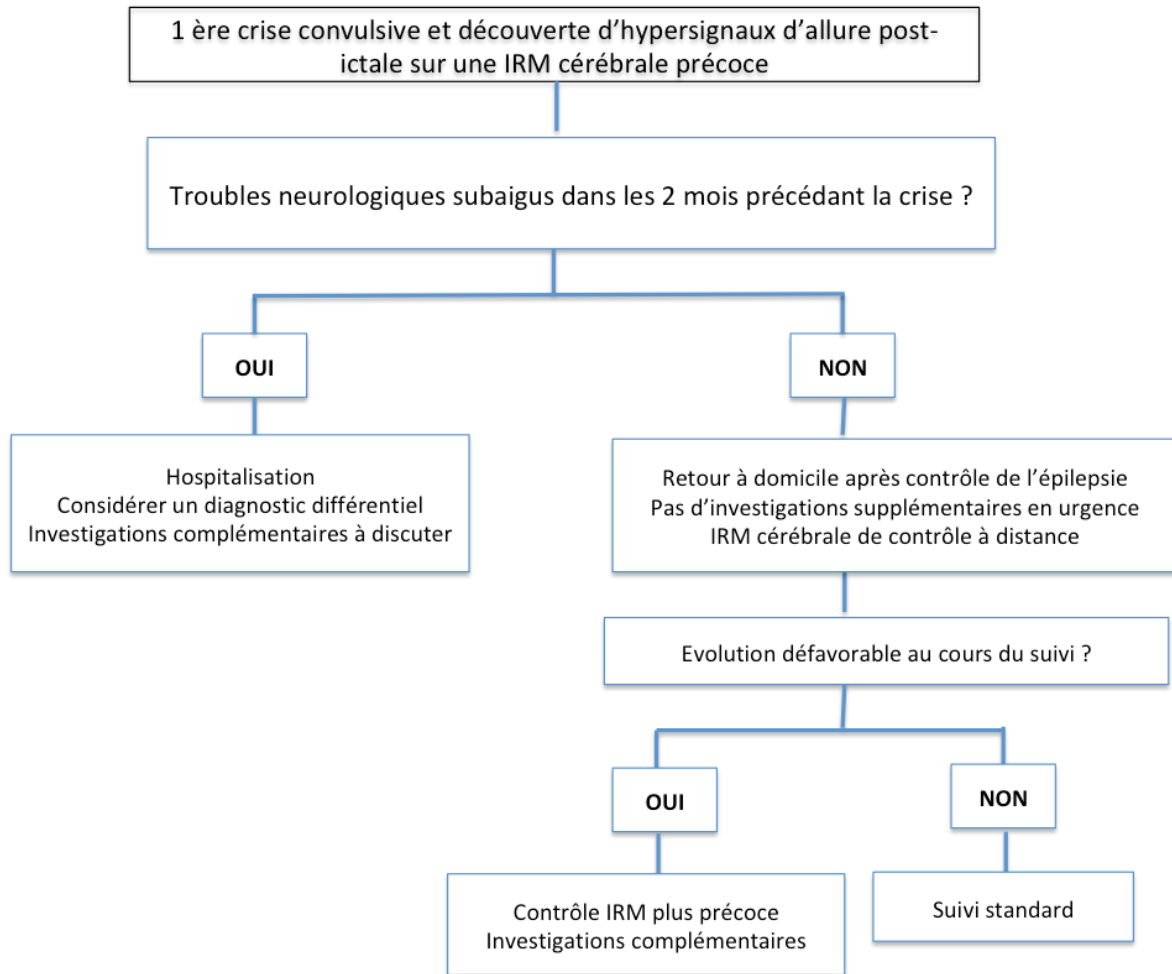 1 ère crise convulsive et découverte d’hypersignaux d’allure post-
ictale sur une IRM cérébrale précoce
Troubles neurologiques subaigus dans les 2 mois précédant la crise ?
OUI
NON
Hospitalisation
Considérer un diagnostic différentiel
Investigations complémentaires à discuter
Retour à domicile après contrôle de l’épilepsie
Pas d’investigations supplémentaires en urgence
IRM cérébrale de contrôle à distance
Evolution défavorable au cours du suivi ?
OUI
NON
Contrôle IRM plus précoce
Investigations complémentaires
Suivi standard